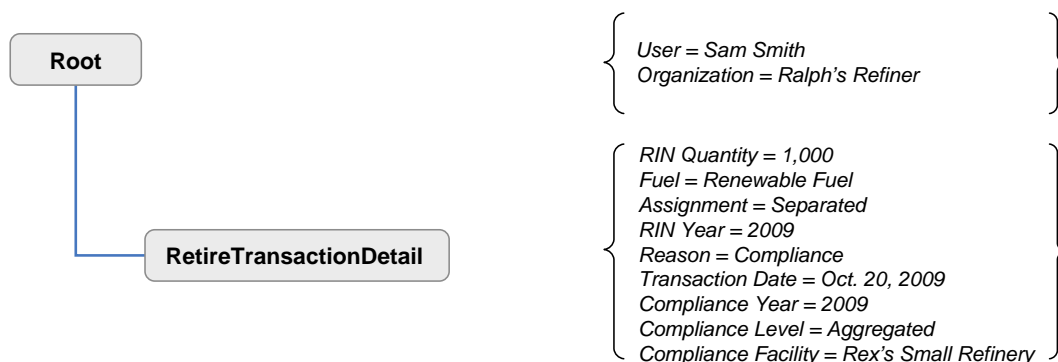 Root
User = Sam Smith
Organization = Ralph’s Refiner
RetireTransactionDetail
RIN Quantity = 1,000
Fuel = Renewable Fuel
Assignment = Separated
RIN Year = 2009
Reason = Compliance
Transaction Date = Oct. 20, 2009
Compliance Year = 2009
Compliance Level = Aggregated
Compliance Facility = Rex’s Small Refinery